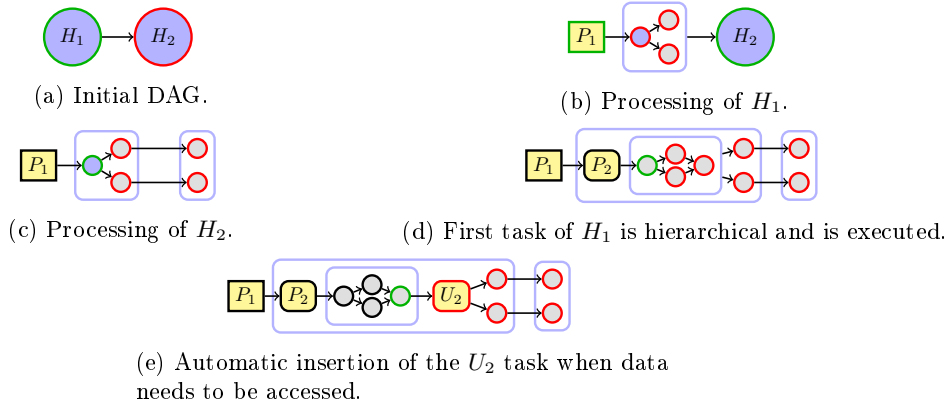 H1 H2
(a) Initial DAG.
P1 H2
(b) Processing of H1.
P1
(c) Processing of H2.
P1 P2
(d) First task of H1 is hierarchical and is executed.
P1 P2 U2
(e) Automatic insertion of the U2 task when data
needs to be accessed.